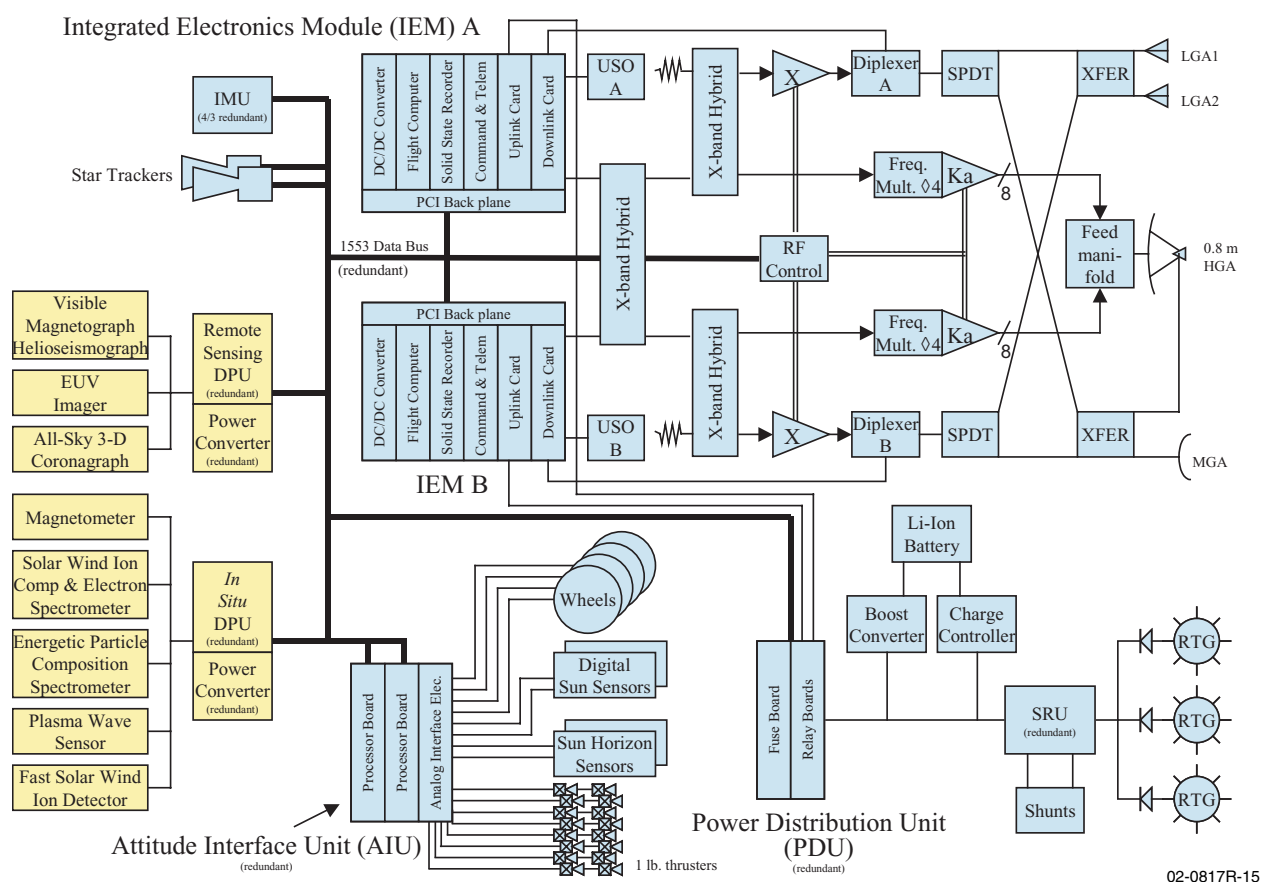 Integrated Electronics Module (IEM) A
IMU
(4/3 redundant)
Star Trackers
DC/DC Converter
Flight Computer
Solid State Recorder
Command & Telem
Uplink Card
Downlink Card
PCI Back plane
USO
A
X-band Hybrid
X
Diplexer
A
SPDT
XFER
LGA1
LGA2
X-band Hybrid
Freq.
Mult. ◊4
Ka
8
1553 Data Bus
(redundant)
RF
Control
Feed
mani-
fold
0.8 m
HGA
PCI Back plane
DC/DC Converter
Flight Computer
Solid State Recorder
Command & Telem
Uplink Card
Downlink Card
IEM B
USO
B
X-band Hybrid
Freq.
Mult. ◊4
Ka
8
X
Diplexer
B
SPDT
XFER
MGA
Visible
Magnetograph
Helioseismograph
EUV
Imager
All-Sky 3-D
Coronagraph
Remote
Sensing
DPU
(redundant)
Power
Converter
(redundant)
Magnetometer
Solar Wind Ion
Comp & Electron
Spectrometer
Energetic Particle
Composition
Spectrometer
Plasma Wave
Sensor
Fast Solar Wind
Ion Detector
In
Situ
DPU
(redundant)
Power
Converter
(redundant)
Processor Board
Processor Board
Analog Interface Elec.
Attitude Interface Unit (AIU)
(redundant)
Wheels
Digital
Sun Sensors
Sun Horizon
Sensors
1 lb. thrusters
Fuse Board
Relay Boards
Power Distribution Unit
(PDU)
(redundant)
Li-Ion
Battery
Boost
Converter
Charge
Controller
SRU
(redundant)
Shunts
RTG
RTG
RTG
02-0817R-15